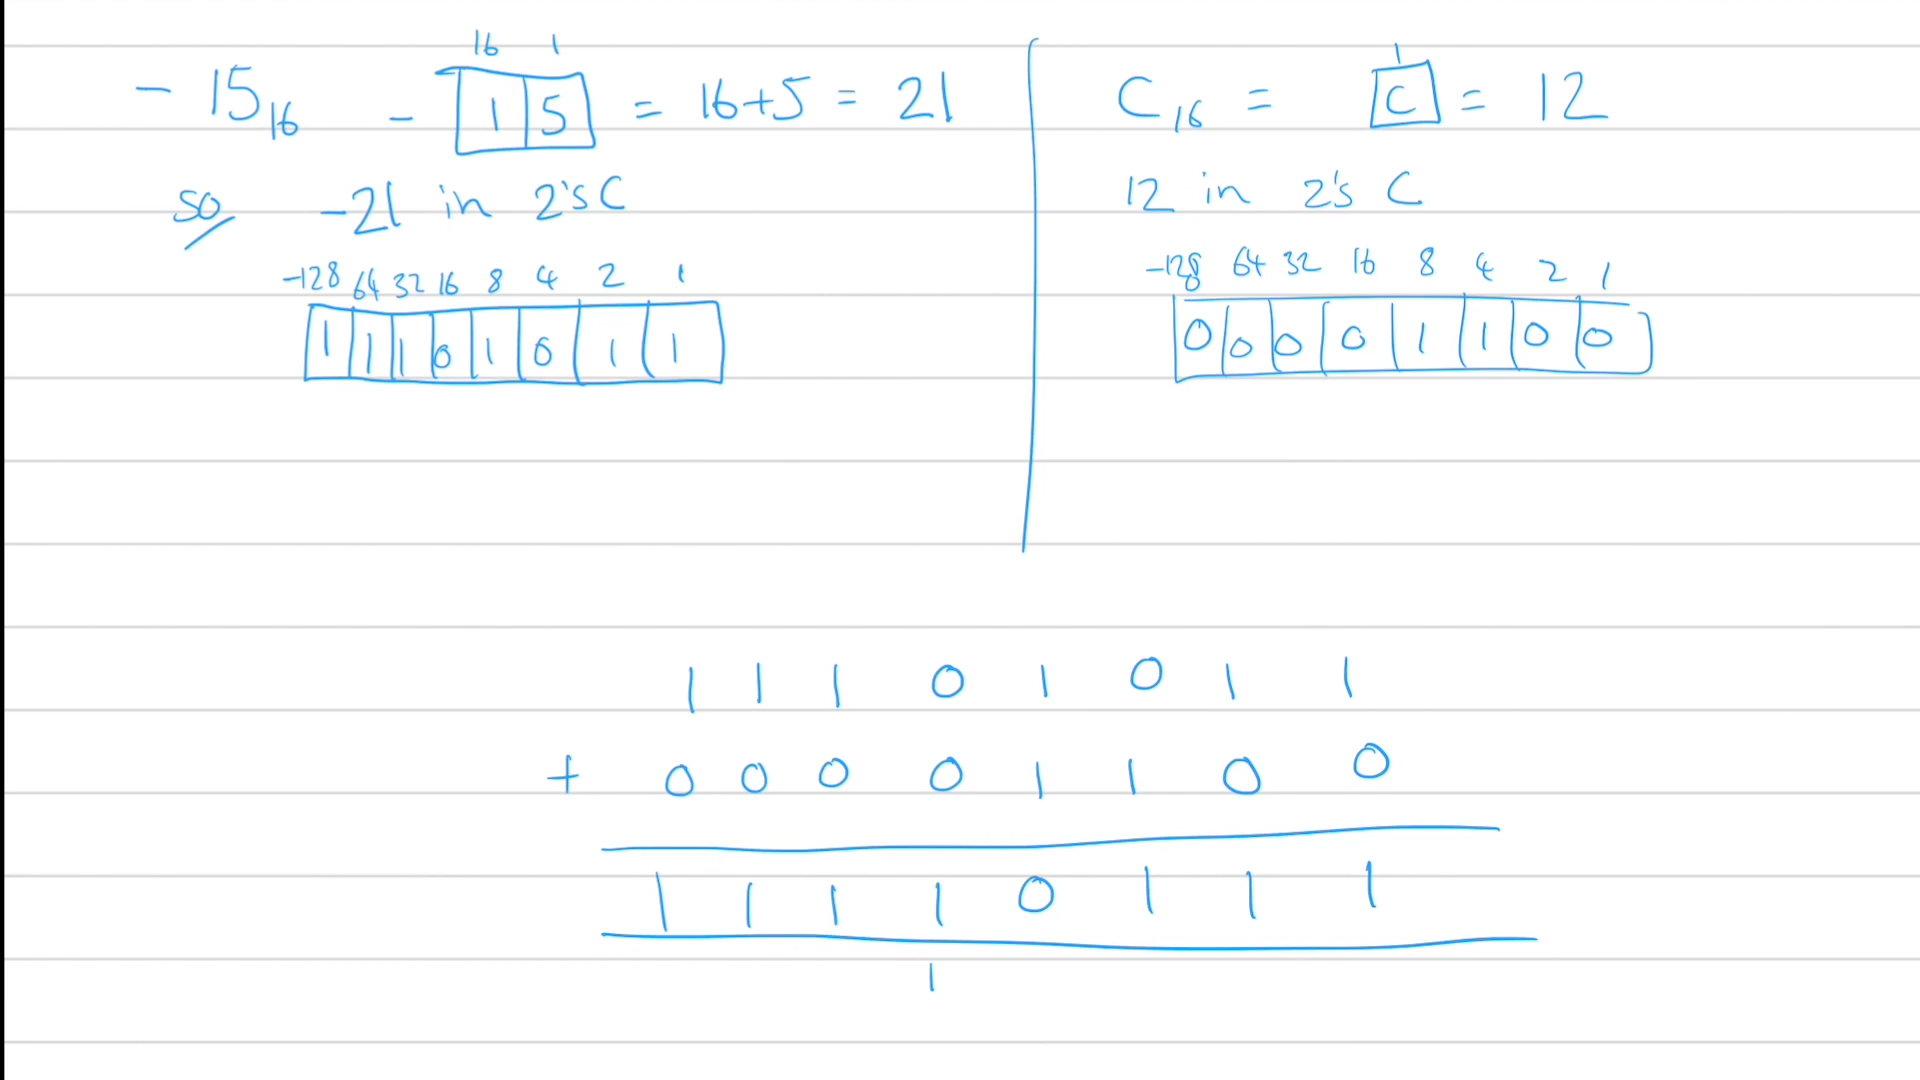 16 1
- 15₁₆ - 1 5 = 16+5 = 21
so -21 in 2's C
-128 64 32 16 8 4 2 1
1 1 1 0 1 0 1 1
1
C₁₆ = C = 12
12 in 2's C
-128 64 32 16 8 4 2 1
0 0 0 0 1 1 0 0
1 1 1 0 1 0 1 1
+ 0 0 0 0 1 1 0 0
1 1 1 1 0 1 1 1
1